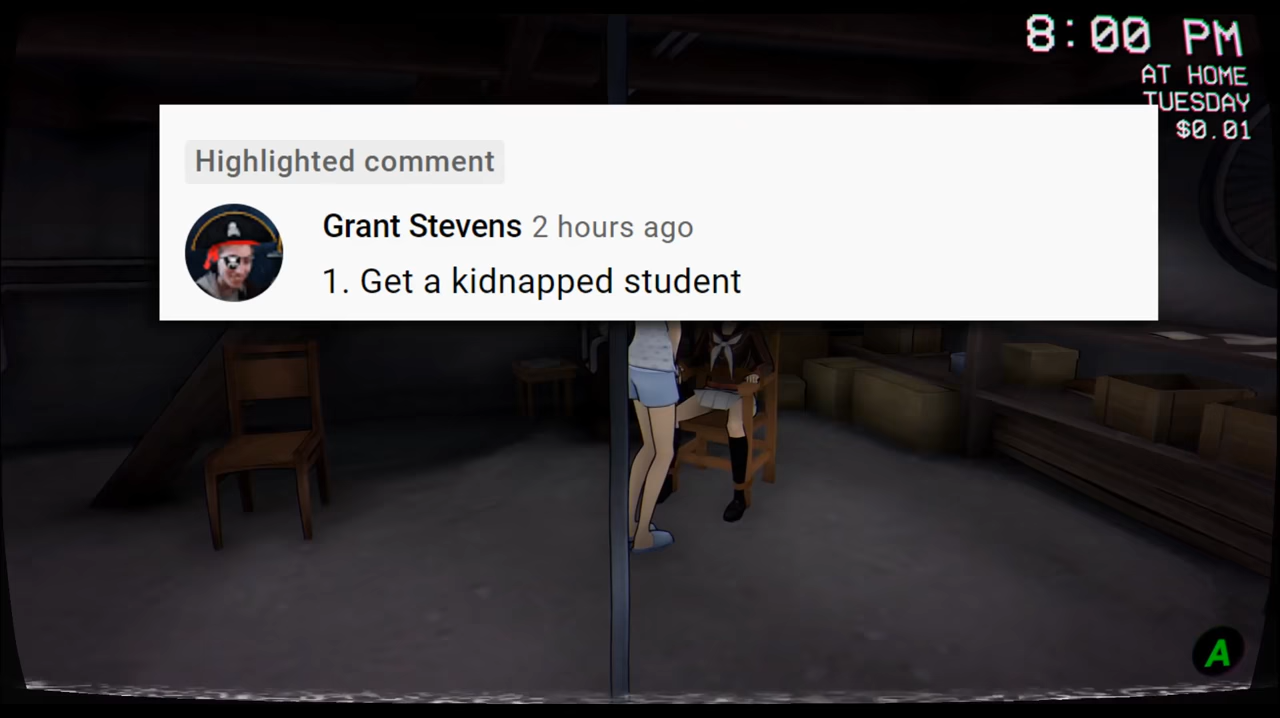 8:00 PM
AT HOME
TUESDAY
$0.01
Highlighted comment
Grant Stevens 2 hours ago
1. Get a kidnapped student
A